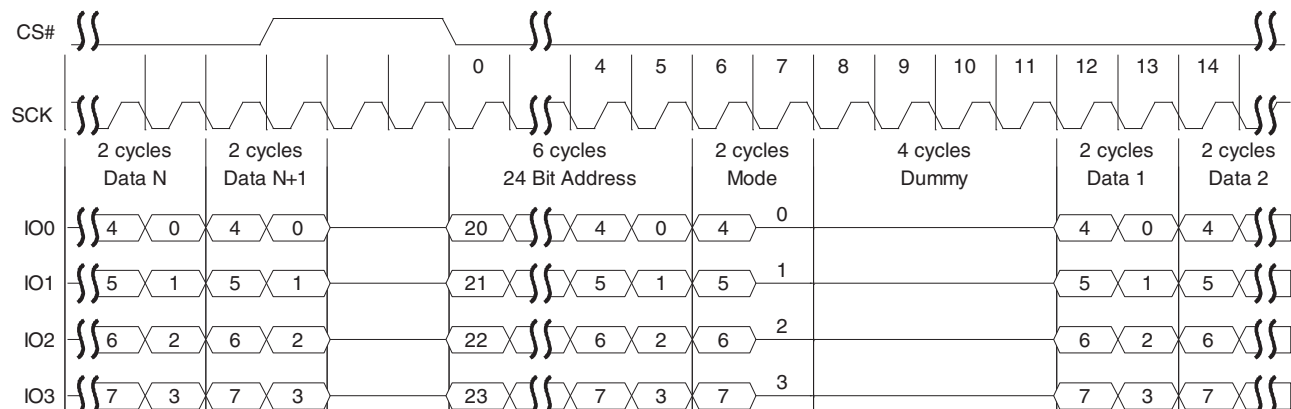 CS#
0 4 5 6 7 8 9 10 11 12 13 14
SCK
2 cycles 2 cycles 6 cycles 2 cycles 4 cycles 2 cycles 2 cycles
Data N Data N+1 24 Bit Address Mode Dummy Data 1 Data 2
IO0 4 0 4 0 20 4 0 4 0 4 0 4
IO1 5 1 5 1 21 5 1 5 1 5 1 5
IO2 6 2 6 2 22 6 2 6 2 6 2 6
IO3 7 3 7 3 23 7 3 7 3 7 3 7